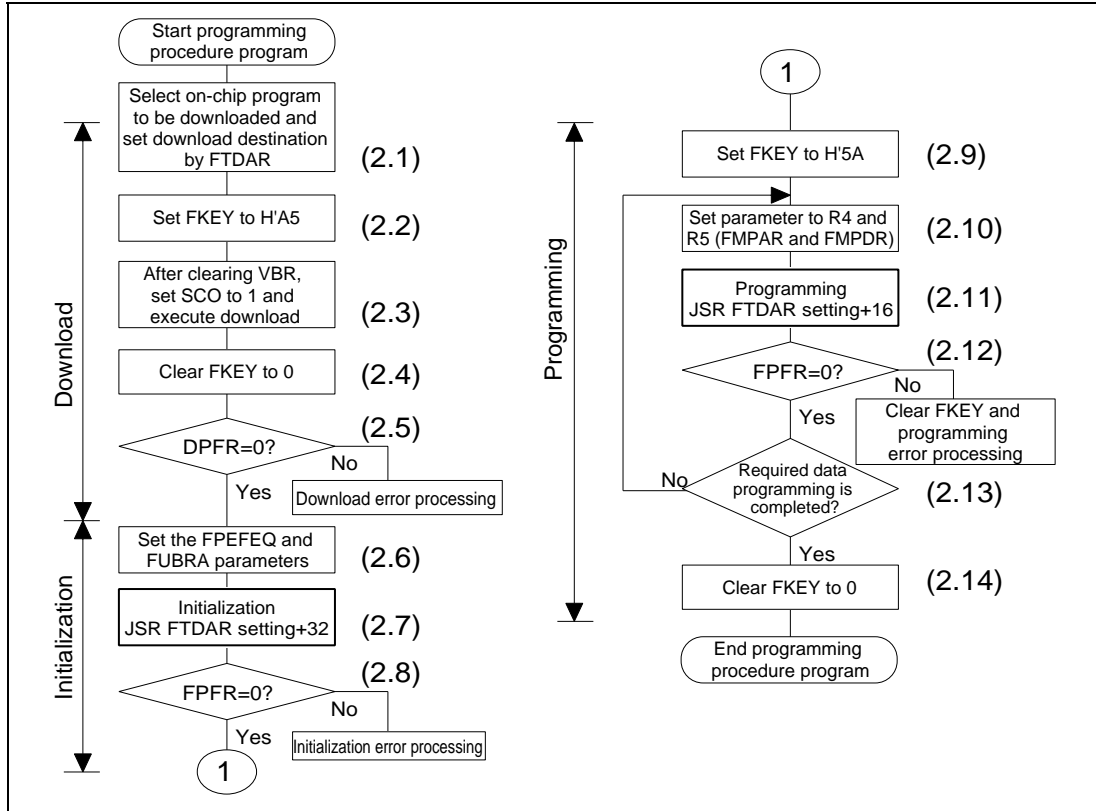 Start programming
procedure program
Select on-chip program
to be downloaded and
set download destination
by FTDAR
(2.1)
Set FKEY to H'A5
(2.2)
After clearing VBR,
set SCO to 1 and
execute download
(2.3)
Clear FKEY to 0
(2.4)
DPFR=0?
(2.5)
No
Yes
Download error processing
Download
Set the FPEFEQ and
FUBRA parameters
(2.6)
Initialization
JSR FTDAR setting+32
(2.7)
FPFR=0?
(2.8)
No
Yes
Initialization error processing
Initialization
1
1
Set FKEY to H'5A
(2.9)
Set parameter to R4 and
R5 (FMPAR and FMPDR)
(2.10)
Programming
JSR FTDAR setting+16
(2.11)
FPFR=0?
(2.12)
No
Yes
Clear FKEY and
programming
error processing
Required data
programming is
completed?
(2.13)
No
Yes
Clear FKEY to 0
(2.14)
End programming
procedure program
Programming